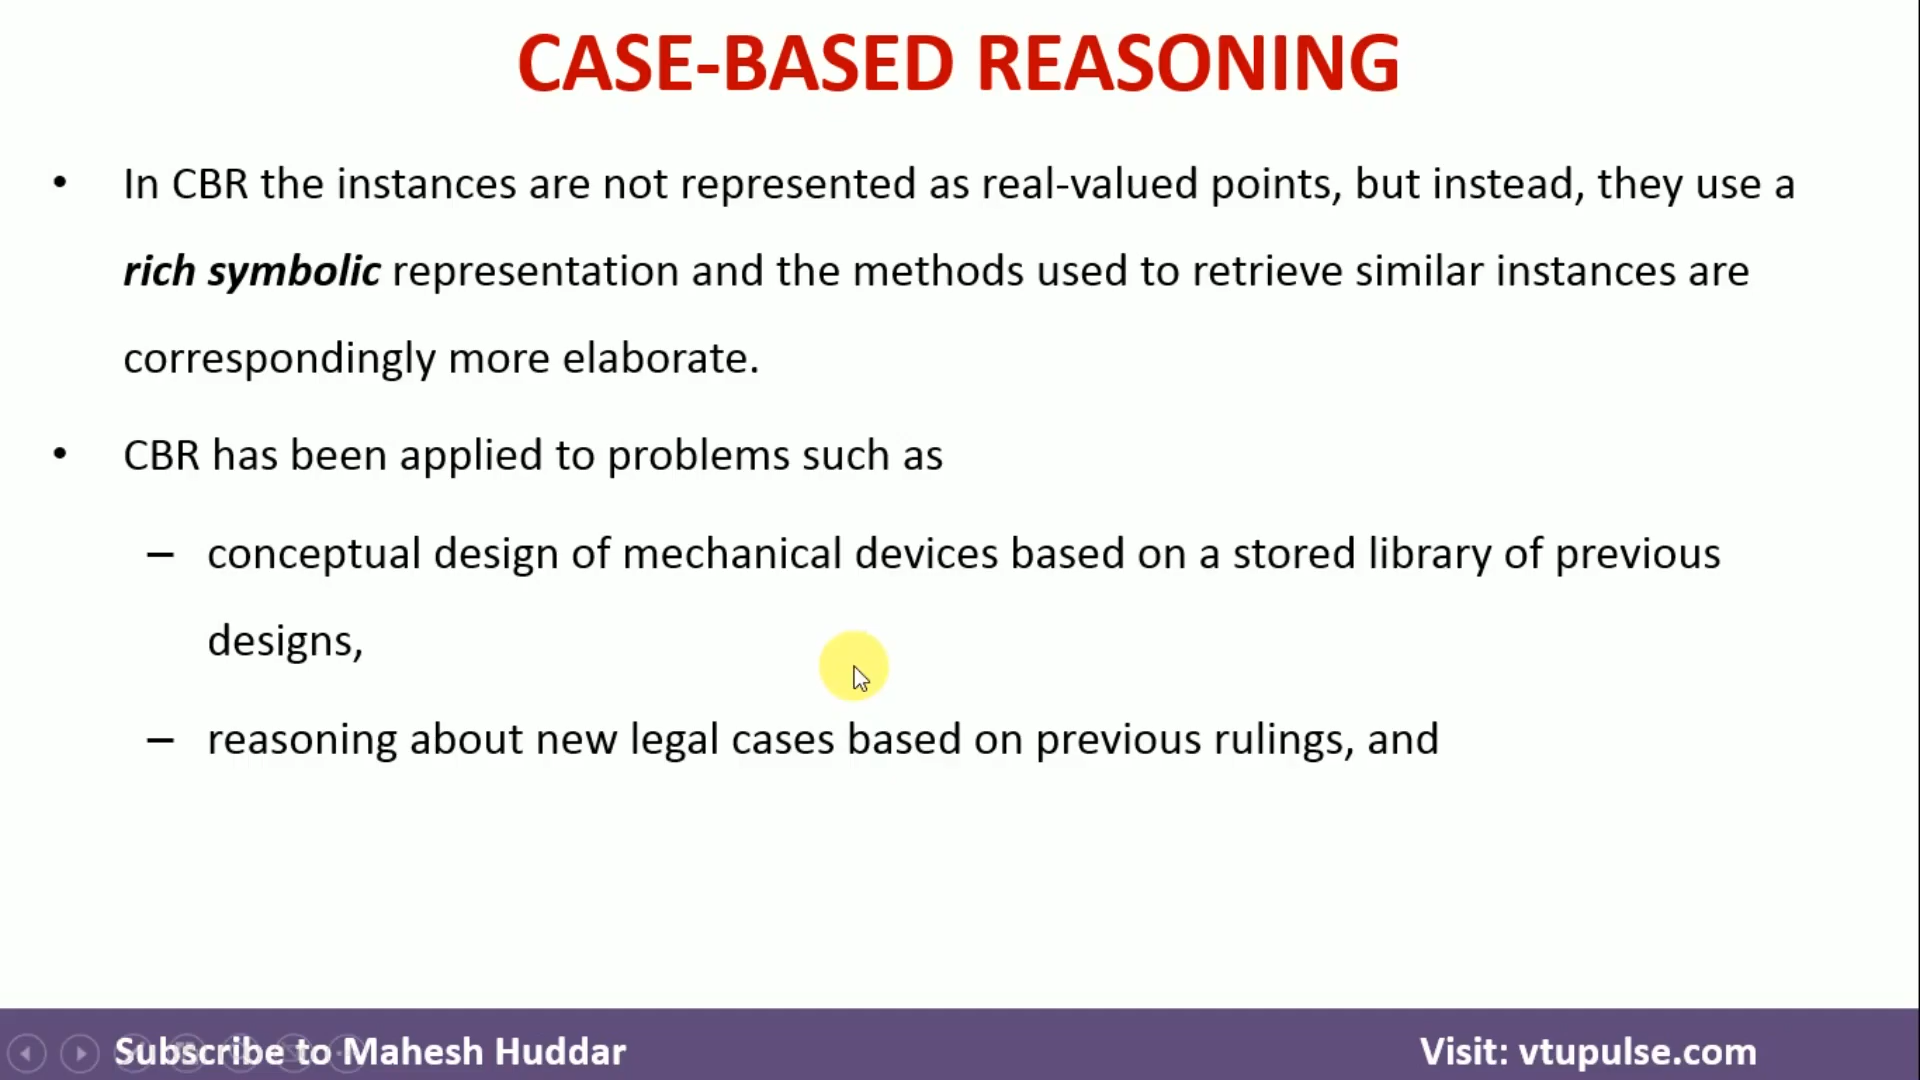 CASE-BASED REASONING
• In CBR the instances are not represented as real-valued points, but instead, they use a
rich symbolic representation and the methods used to retrieve similar instances are
correspondingly more elaborate.
• CBR has been applied to problems such as
– conceptual design of mechanical devices based on a stored library of previous
designs,
– reasoning about new legal cases based on previous rulings, and
Subscribe to Mahesh Huddar
Visit: vtupulse.com